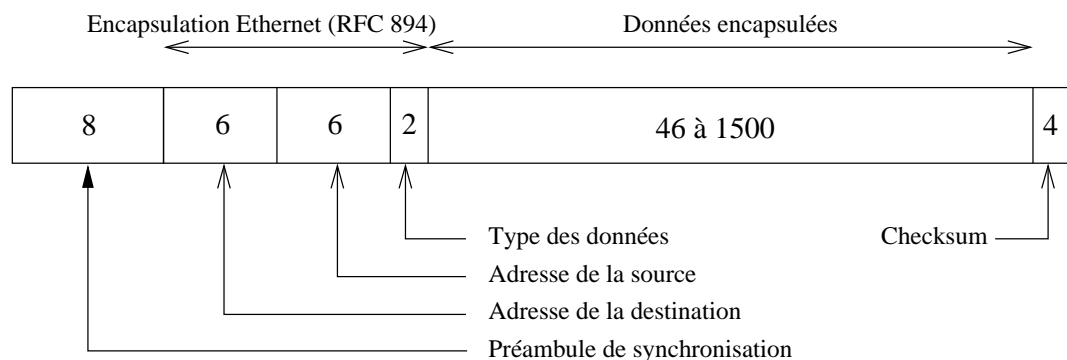 Encapsulation Ethernet (RFC 894) Données encapsulées
8 6 6 2 46 à 1500 4
Type des données Checksum
Adresse de la source
Adresse de la destination
Préambule de synchronisation